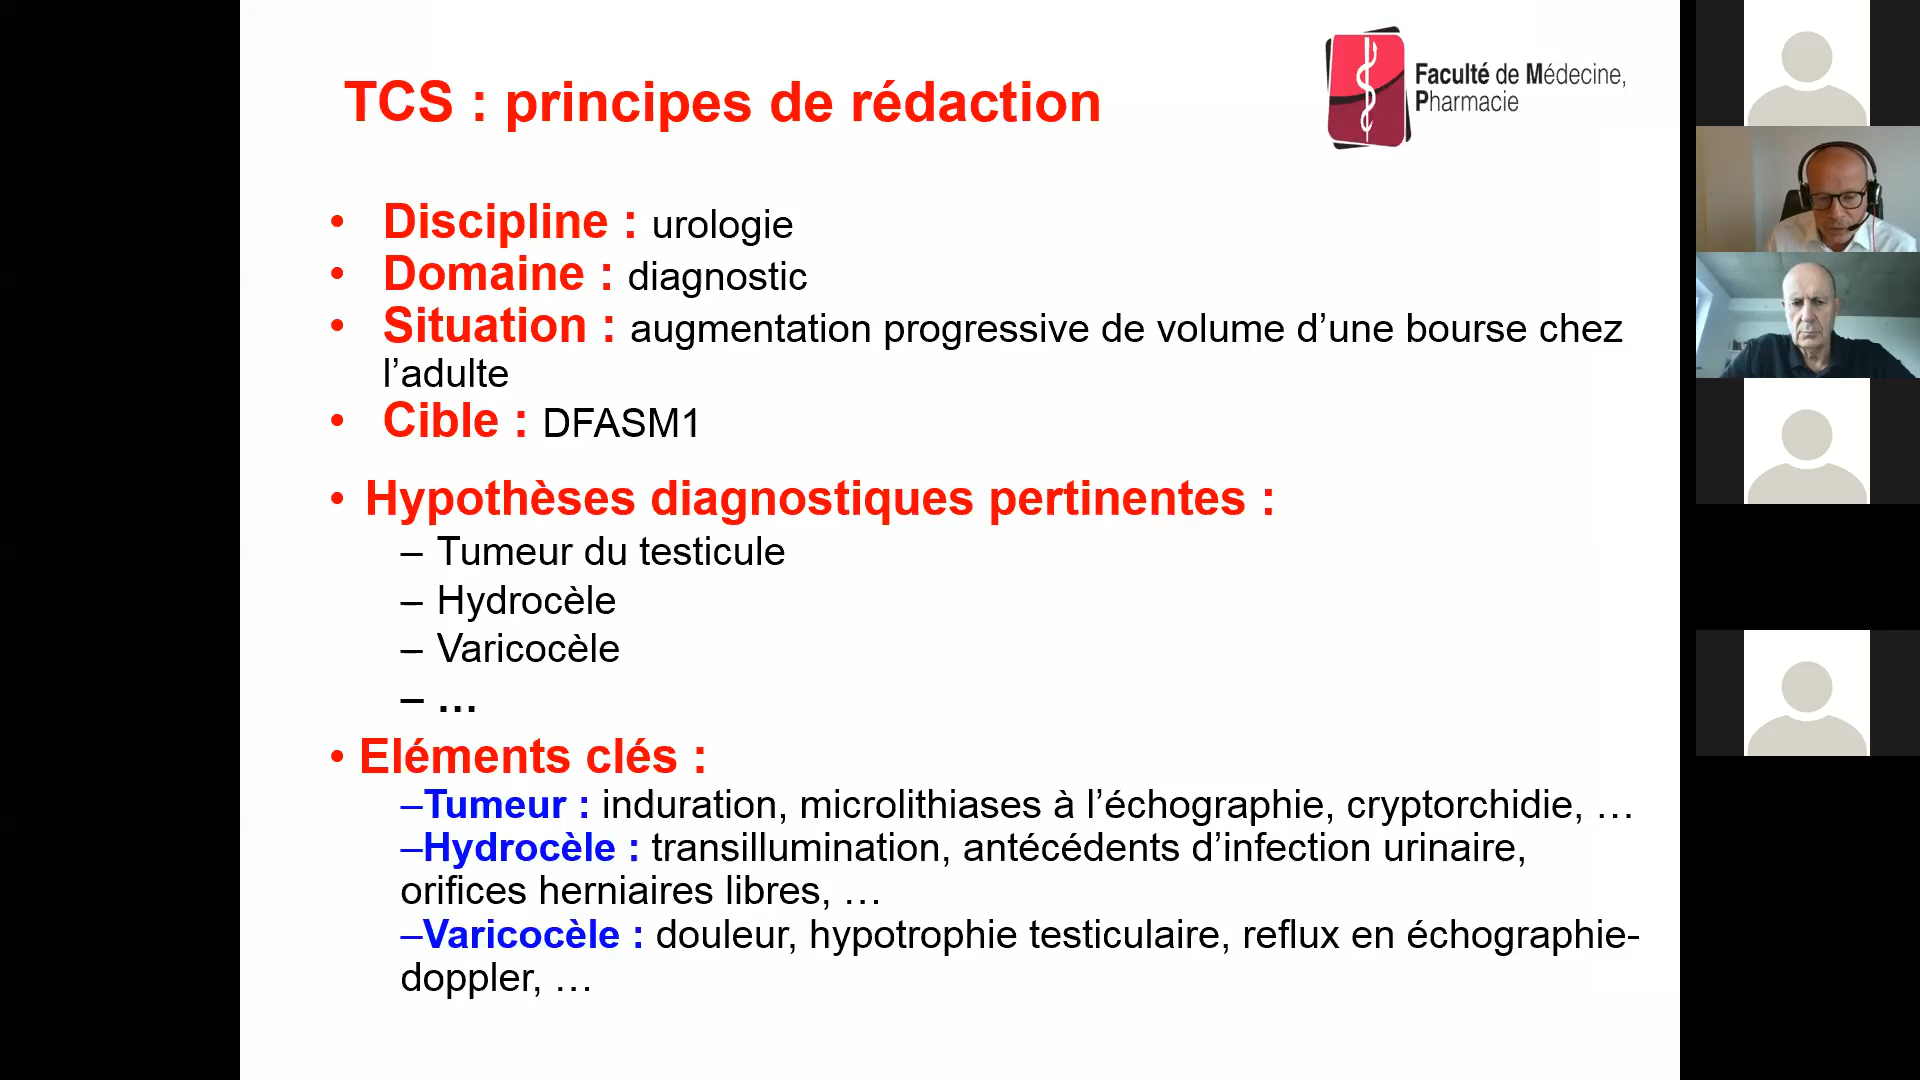 TCS : principes de rédaction
Faculté de Médecine,
Pharmacie
• Discipline : urologie
• Domaine : diagnostic
• Situation : augmentation progressive de volume d’une bourse chez
l’adulte
• Cible : DFASM1
• Hypothèses diagnostiques pertinentes :
– Tumeur du testicule
– Hydrocèle
– Varicocèle
– …
• Eléments clés :
–Tumeur : induration, microlithiases à l’échographie, cryptorchidie, …
–Hydrocèle : transillumination, antécédents d’infection urinaire,
orifices herniaires libres, …
–Varicocèle : douleur, hypotrophie testiculaire, reflux en échographie-
doppler, …